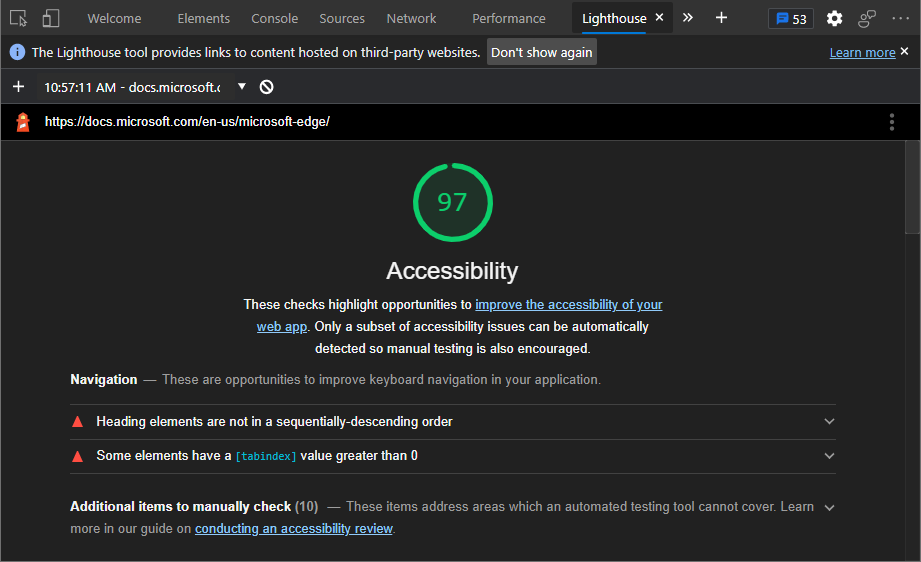 Welcome Elements Console Sources Network Performance Lighthouse 53
The Lighthouse tool provides links to content hosted on third-party websites. Don't show again Learn more
10:57:11 AM - docs.microsoft.c
https://docs.microsoft.com/en-us/microsoft-edge/
97
Accessibility
These checks highlight opportunities to improve the accessibility of your
web app. Only a subset of accessibility issues can be automatically
detected so manual testing is also encouraged.
Navigation — These are opportunities to improve keyboard navigation in your application.
Heading elements are not in a sequentially-descending order
Some elements have a [tabindex] value greater than 0
Additional items to manually check (10) — These items address areas which an automated testing tool cannot cover. Learn
more in our guide on conducting an accessibility review.